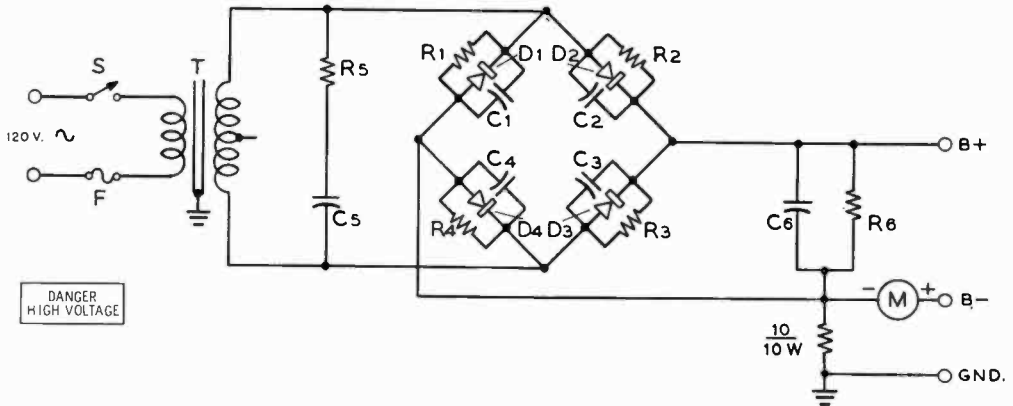 S
T
120 V. ~
F
R5
C5
R1
D1
D2
R2
C1
C2
C4
C3
R4
D4
D3
R3
C6
R6
B+
- M +
B-
10
10 W
GND.
DANGER
HIGH VOLTAGE